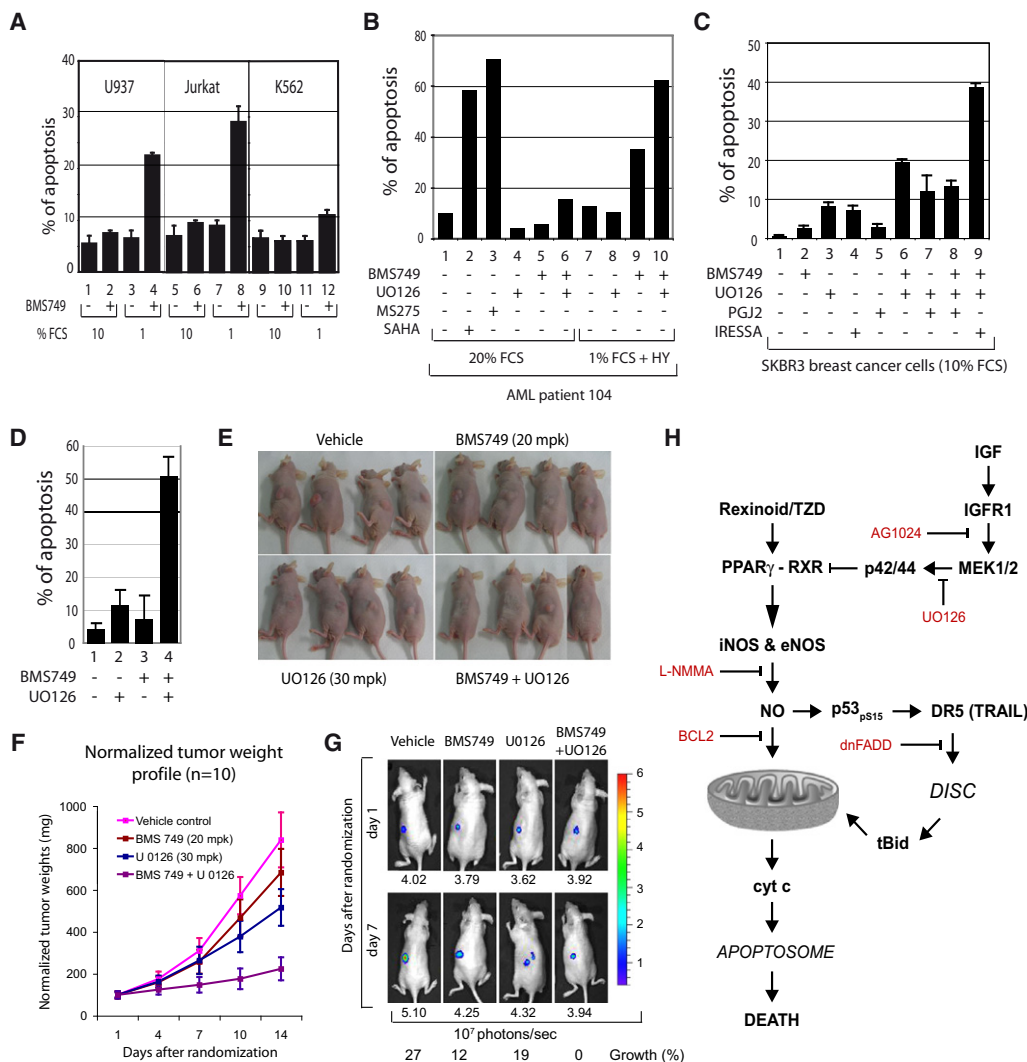 A
% of apoptosis
40
30
20
10
0
U937 Jurkat K562
1 2 3 4 5 6 7 8 9 10 11 12
BMS749 - + - + - + - + - + - +
% FCS 10 1 10 1 10 1
B
% of apoptosis
80
60
40
20
0
1 2 3 4 5 6 7 8 9 10
BMS749 - - - - + + - - + +
UO126 - - - + - + - + - +
MS275 - - + - - - - - - -
SAHA - + - - - - - - - -
20% FCS 1% FCS + HY
AML patient 104
C
% of apoptosis
50
40
30
20
10
0
1 2 3 4 5 6 7 8 9
BMS749 - + - - - + - + +
UO126 - - + - - + + + +
PGJ2 - - - - + - + + -
IRESSA - - - + - - - - +
SKBR3 breast cancer cells (10% FCS)
D
% of apoptosis
60
50
40
30
20
10
0
1 2 3 4
BMS749 - - + +
UO126 - + - +
E
Vehicle BMS749 (20 mpk)
UO126 (30 mpk) BMS749 + UO126
F
Normalized tumor weight
profile (n=10)
Normalized tumor weights (mg)
1000
800
600
400
200
0
Vehicle control
BMS 749 (20 mpk)
U 0126 (30 mpk)
BMS 749 + U 0126
1 4 7 10 14
Days after randomization
G
Vehicle BMS749 U0126 BMS749
+UO126
Days after randomization
day 1
4.02 3.79 3.62 3.92
day 7
5.10 4.25 4.32 3.94
10⁷ photons/sec
27 12 19 0 Growth (%)
6
5
4
3
2
1
H
IGF
Rexinoid/TZD IGFR1
AG1024
PPARγ - RXR p42/44 MEK1/2
UO126
iNOS & eNOS
L-NMMA
NO p53pS15 DR5 (TRAIL)
BCL2 dnFADD
DISC
tBid
cyt c
APOPTOSOME
DEATH